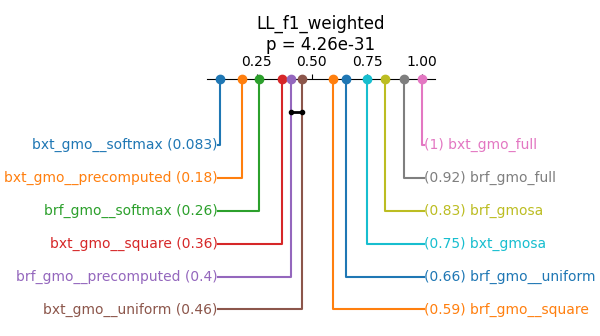 LL_f1_weighted
p = 4.26e-31
0.25 0.50 0.75 1.00
bxt_gmo__softmax (0.083)
(1) bxt_gmo_full
bxt_gmo__precomputed (0.18)
(0.92) brf_gmo_full
brf_gmo__softmax (0.26)
(0.83) brf_gmosa
bxt_gmo__square (0.36)
(0.75) bxt_gmosa
brf_gmo__precomputed (0.4)
(0.66) brf_gmo__uniform
bxt_gmo__uniform (0.46)
(0.59) brf_gmo__square